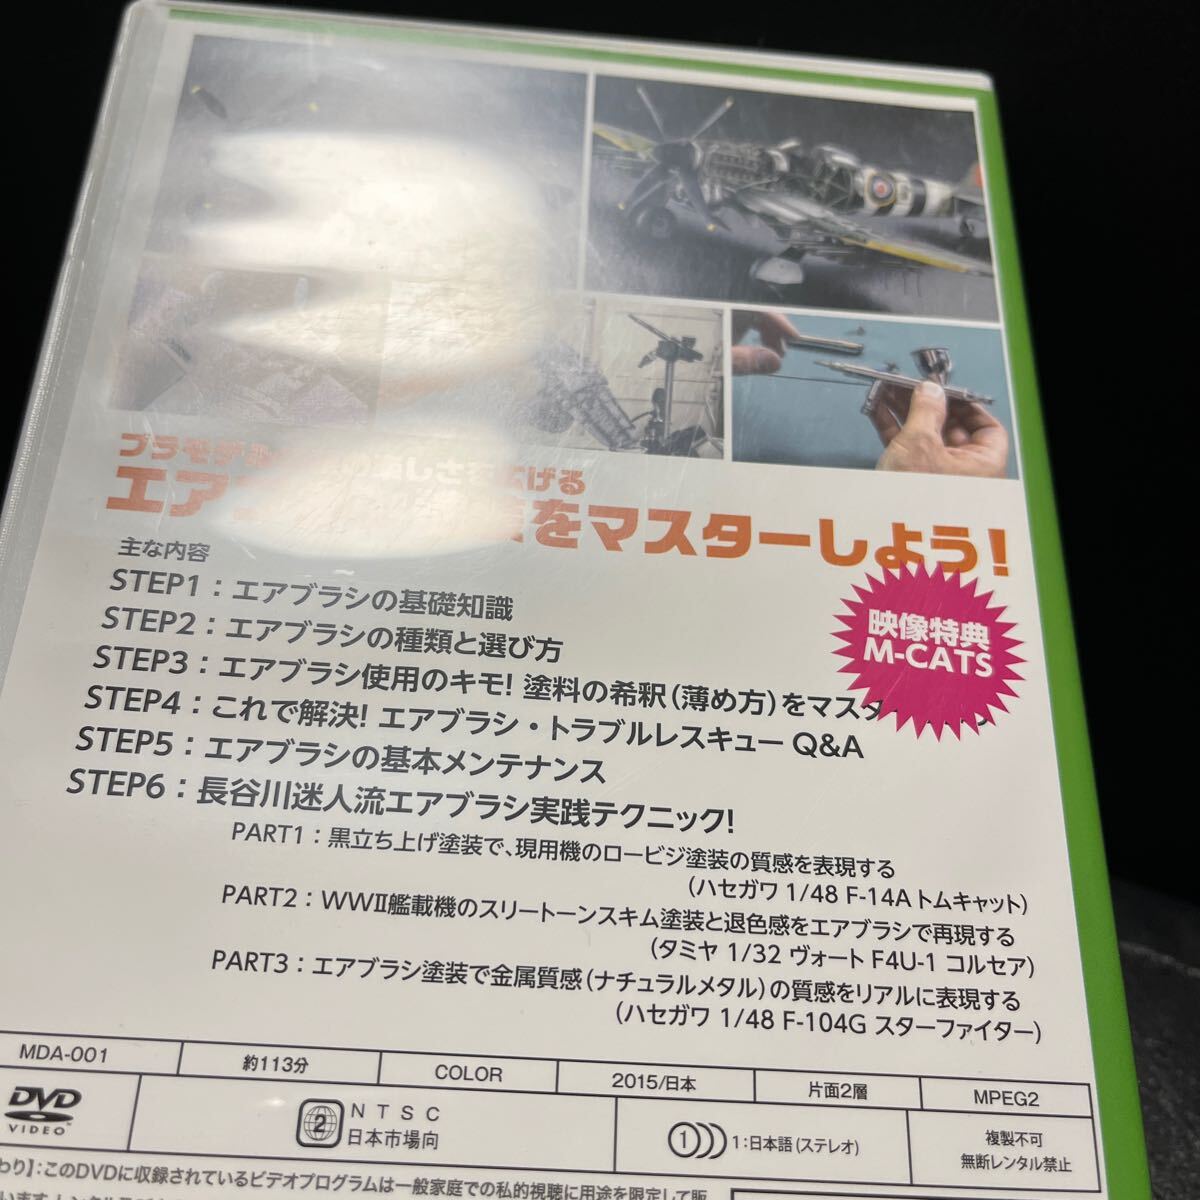 プラモデル しさを広げる
エア をマスターしよう!
主な内容
STEP1:エアブラシの基礎知識
STEP2:エアブラシの種類と選び方
STEP3:エアブラシ使用のキモ! 塗料の希釈(薄め方)をマスタ
STEP4:これで解決! エアブラシ・トラブルレスキュー Q&A
STEP5:エアブラシの基本メンテナンス
STEP6:長谷川迷人流エアブラシ実践テクニック!
映像特典
M-CATS
PART1:黒立ち上げ塗装で、現用機のロービジ塗装の質感を表現する
(ハセガワ 1/48 F-14A トムキャット)
PART2:WWⅡ艦載機のスリートーンスキム塗装と退色感をエアブラシで再現する
(タミヤ 1/32 ヴォート F4U-1 コルセア)
PART3:エアブラシ塗装で金属質感(ナチュラルメタル)の質感をリアルに表現する
(ハセガワ 1/48 F-104G スターファイター)
MDA-001 約113分 COLOR 2015/日本 片面2層 MPEG2
DVD
VIDEO
2
NTSC
日本市場向
1
1:日本語(ステレオ)
複製不可
無断レンタル禁止
わり】:このDVDに収録されているビデオプログラムは一般家庭での私的視聴に用途を限定して販